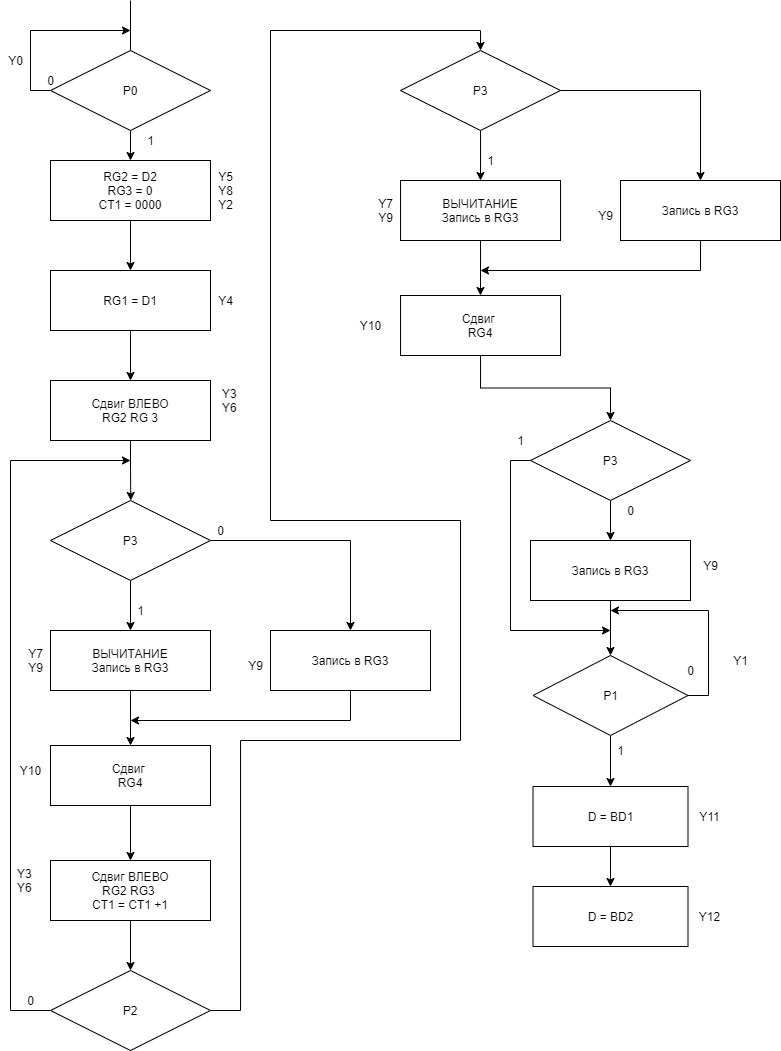 Y0
0
P0
1
RG2 = D2
RG3 = 0
CT1 = 0000
Y5
Y8
Y2
RG1 = D1
Y4
Сдвиг ВЛЕВО
RG2 RG 3
Y3
Y6
P3
0
1
Y7
Y9
ВЫЧИТАНИЕ
Запись в RG3
Y9
Запись в RG3
Y10
Сдвиг
RG4
Y3
Y6
Сдвиг ВЛЕВО
RG2 RG3
CT1 = CT1 +1
0
P2
P3
1
Y7
Y9
ВЫЧИТАНИЕ
Запись в RG3
Y9
Запись в RG3
Y10
Сдвиг
RG4
1
P3
0
Запись в RG3
Y9
0
Y1
P1
1
D = BD1
Y11
D = BD2
Y12